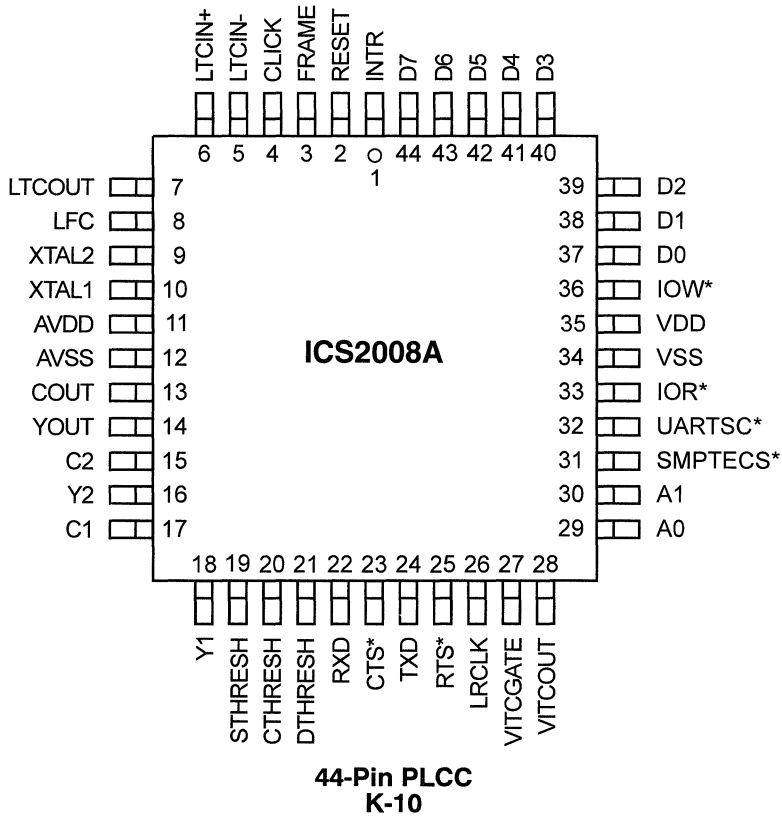 LTCIN+ LTCIN- CLICK FRAME RESET INTR D7 D6 D5 D4 D3
6 5 4 3 2 1 44 43 42 41 40
LTCOUT 7 39 D2
LFC 8 38 D1
XTAL2 9 37 D0
XTAL1 10 36 IOW*
AVDD 11 35 VDD
AVSS 12 34 VSS
ICS2008A
COUT 13 33 IOR*
YOUT 14 32 UARTSC*
C2 15 31 SMPTECS*
Y2 16 30 A1
C1 17 29 A0
18 19 20 21 22 23 24 25 26 27 28
Y1 STHRESH CTHRESH DTHRESH RXD CTS* TXD RTS* LRCLK VITCGATE VITCOUT
44-Pin PLCC
K-10